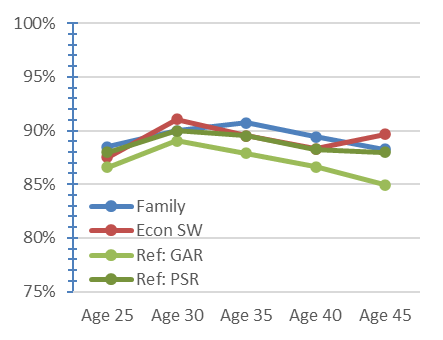 100%
95%
90%
85%
80%
75%
Family
Econ SW
Ref: GAR
Ref: PSR
Age 25 Age 30 Age 35 Age 40 Age 45